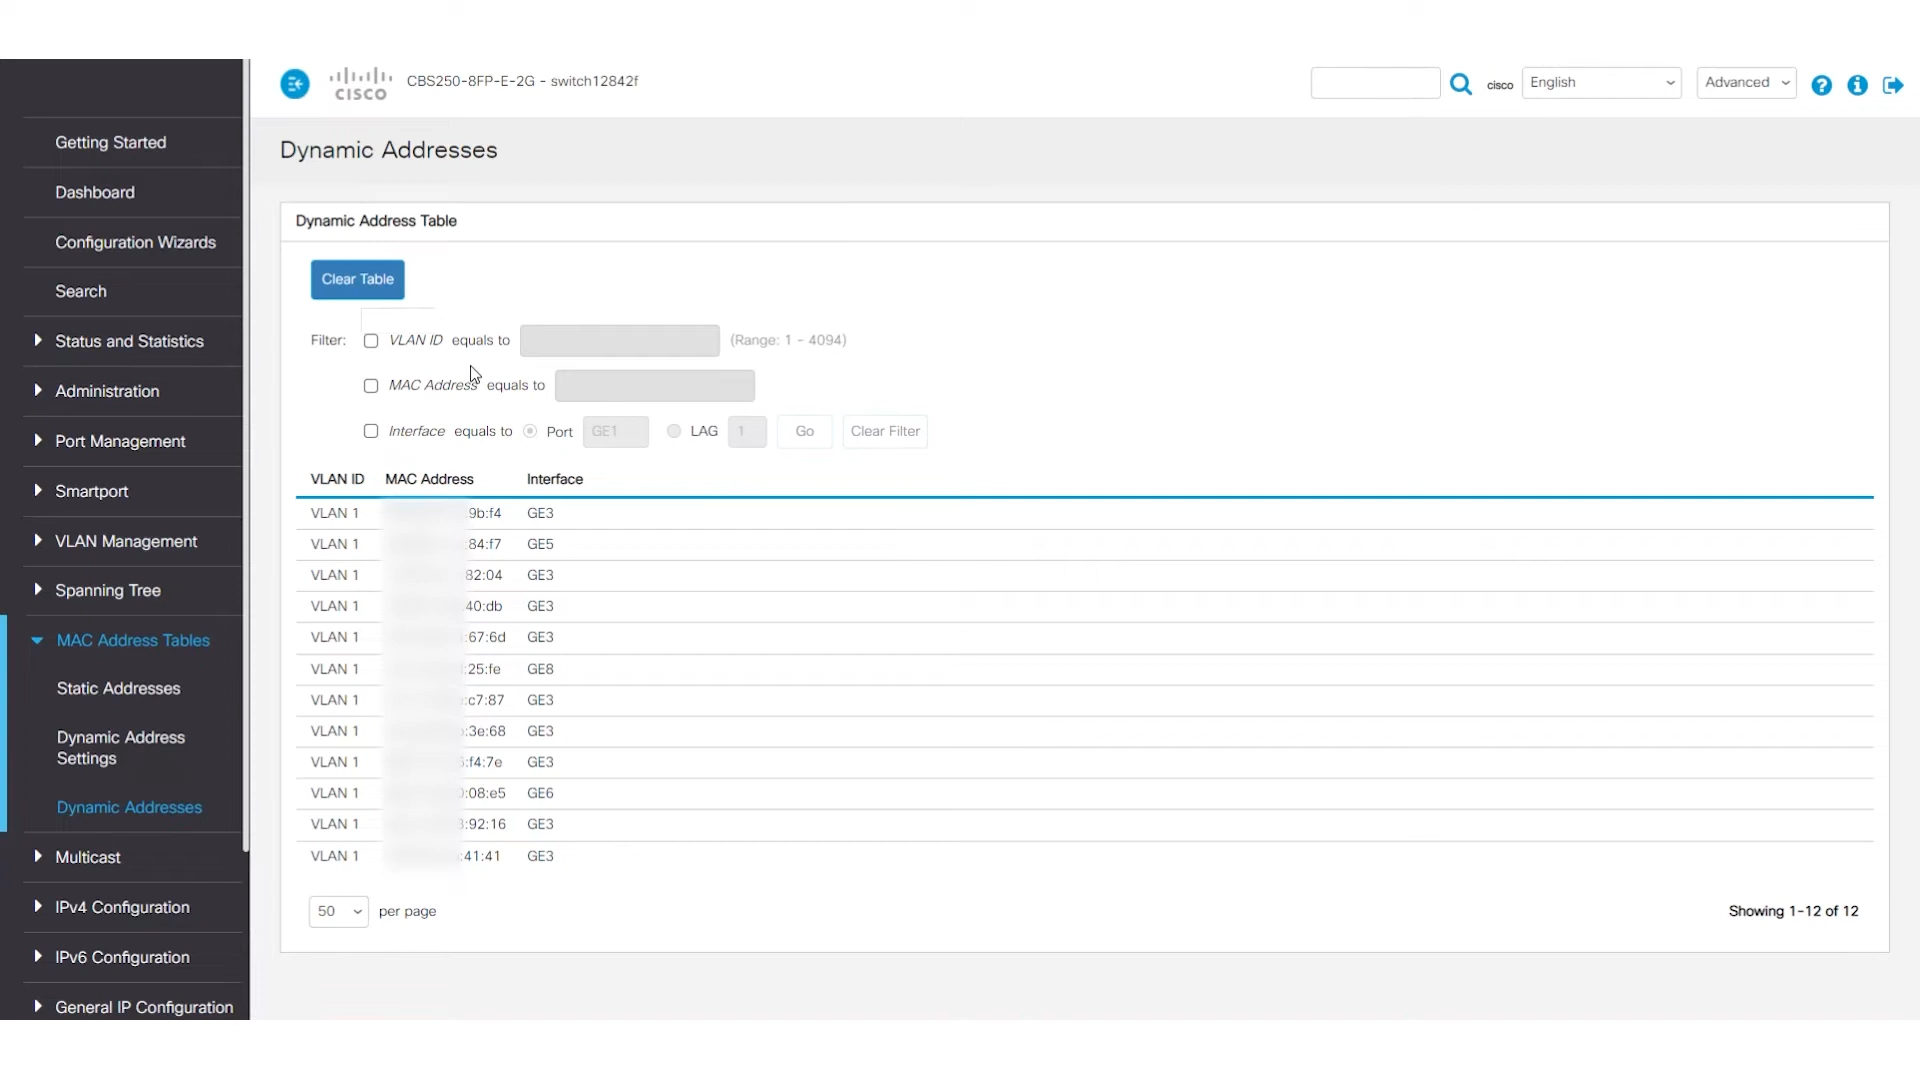 CISCO
CBS250-8FP-E-2G - switch12842f
cisco
English
Advanced
Getting Started
Dashboard
Configuration Wizards
Search
Status and Statistics
Administration
Port Management
Smartport
VLAN Management
Spanning Tree
MAC Address Tables
Static Addresses
Dynamic Address
Settings
Dynamic Addresses
Multicast
IPv4 Configuration
IPv6 Configuration
General IP Configuration
Dynamic Addresses
Dynamic Address Table
Clear Table
Filter: VLAN ID equals to (Range: 1 - 4094)
MAC Address equals to
Interface equals to Port GE1 LAG 1 Go Clear Filter
VLAN ID MAC Address Interface
VLAN 1 :9b:f4 GE3
VLAN 1 :84:f7 GE5
VLAN 1 82:04 GE3
VLAN 1 :40:db GE3
VLAN 1 :67:6d GE3
VLAN 1 :25:fe GE8
VLAN 1 :c7:87 GE3
VLAN 1 :3e:68 GE3
VLAN 1 :f4:7e GE3
VLAN 1 :08:e5 GE6
VLAN 1 :92:16 GE3
VLAN 1 :41:41 GE3
50 per page
Showing 1-12 of 12